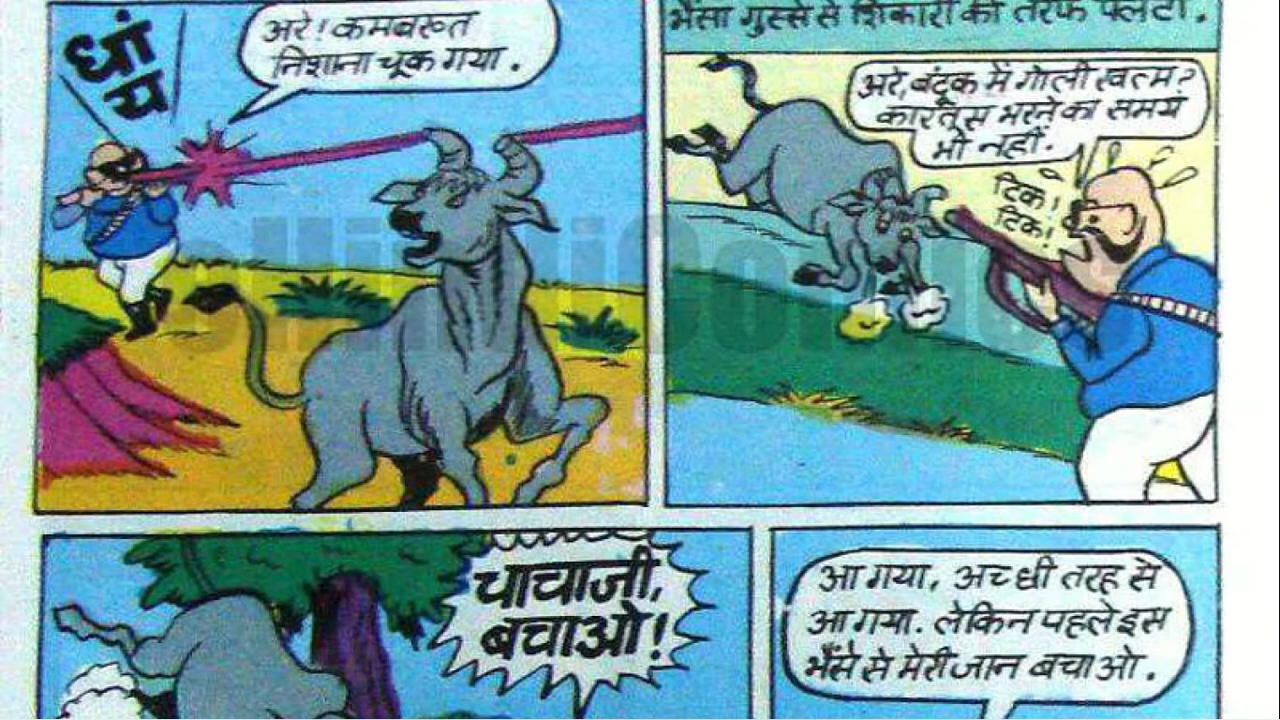 धांय
अरे! कमबख्त
निशाना चूक गया.
भैंसा गुस्से से शिकारी की तरफ पलटा.
अरे, बंदूक में गोली खत्म?
कारतूस भरने का समय
भी नहीं.
टिक!
टिक!
चाचाजी,
बचाओ!
आ गया, अच्छी तरह से
आ गया. लेकिन पहले इस
भैंसे से मेरी जान बचाओ.